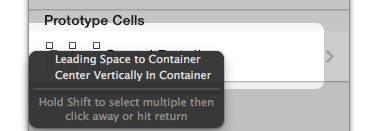 Prototype Cells
Leading Space to Container
Center Vertically In Container
Hold Shift to select multiple then
click away or hit return